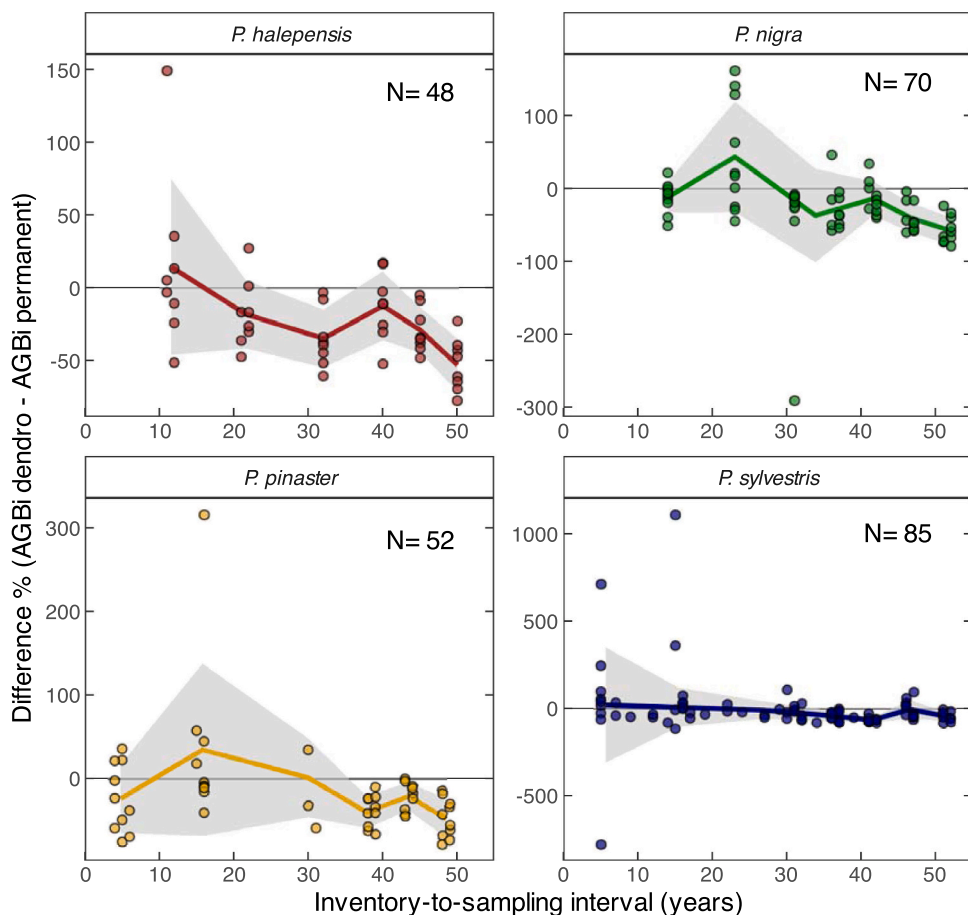 P. halepensis
P. nigra
N= 48
N= 70
150
100
50
0
-50
100
0
-100
-200
-300
0 10 20 30 40 50
0 10 20 30 40 50
P. pinaster
P. sylvestris
N= 52
N= 85
300
200
100
0
1000
500
0
-500
0 10 20 30 40 50
0 10 20 30 40 50
Difference % (AGBi dendro - AGBi permanent)
Inventory-to-sampling interval (years)